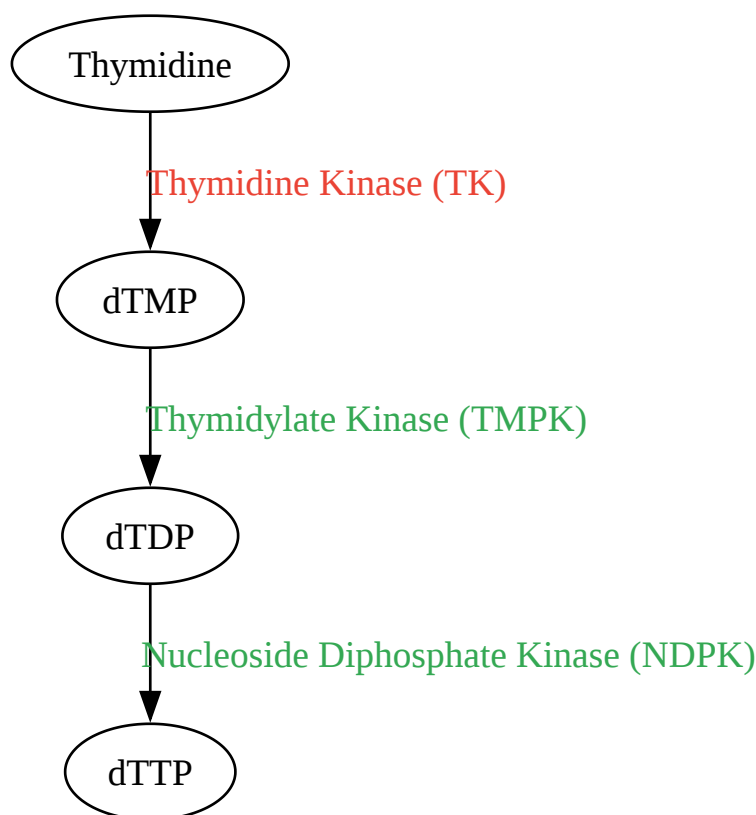 Thymidine
Thymidine Kinase (TK)
dTMP
Thymidylate Kinase (TMPK)
dTDP
Nucleoside Diphosphate Kinase (NDPK)
dTTP